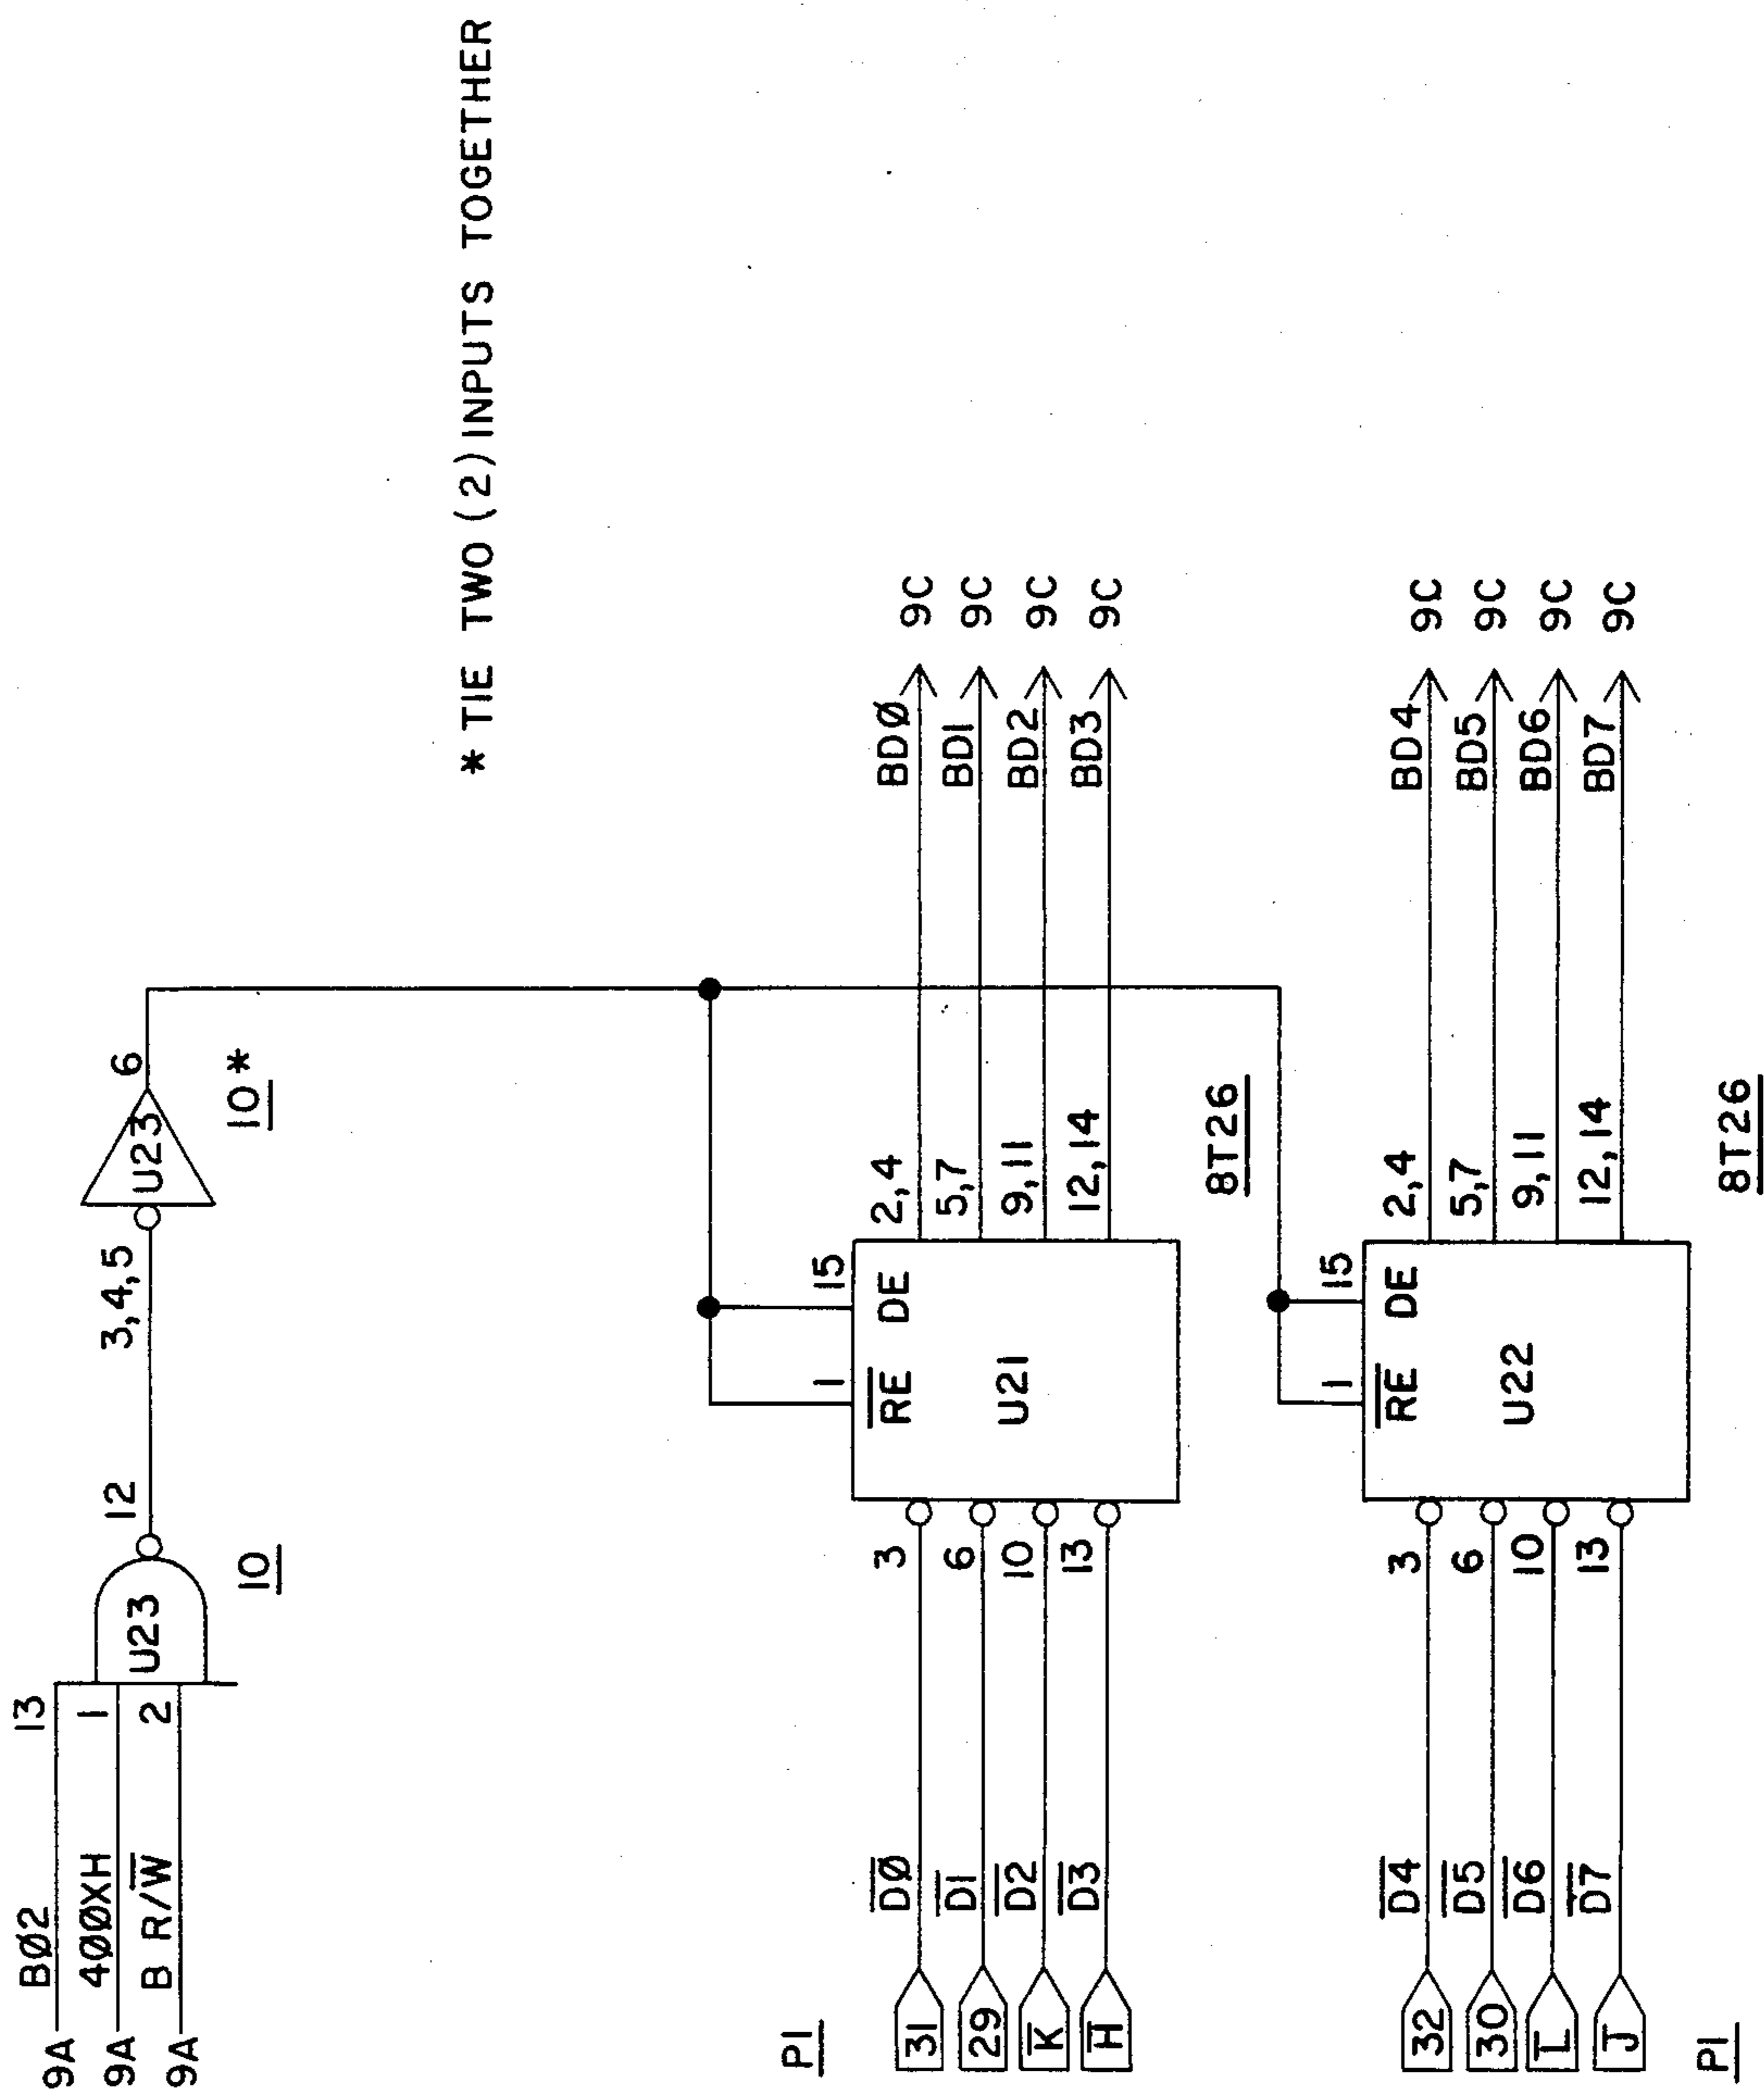 9A BØ2 13
9A 4ØØXH 1
9A B R/W̅ 2
U23
10
12
3,4,5
U23
6
10*
* TIE TWO (2) INPUTS TOGETHER
P1
31 D̅Ø̅ 3
29 D̅1̅ 6
K̅ D̅2̅ 10
H̅ D̅3̅ 13
1 15
R̅E̅ DE
U21
2,4 BDØ 9C
5,7 BD1 9C
9,11 BD2 9C
12,14 BD3 9C
8T26
32 D̅4̅ 3
30 D̅5̅ 6
L̅ D̅6̅ 10
J̅ D̅7̅ 13
1 15
R̅E̅ DE
U22
2,4 BD4 9C
5,7 BD5 9C
9,11 BD6 9C
12,14 BD7 9C
8T26
P1